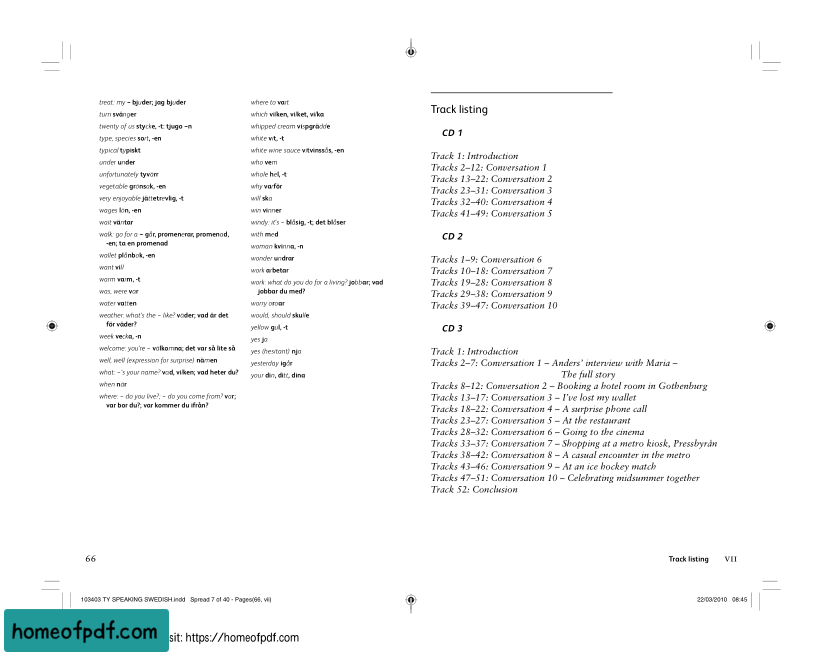 treat: my – bjuder; jag bjuder
turn svänger
twenty of us stycke, -t: tjugo –n
type, species sort, -en
typical typiskt
under under
unfortunately tyvärr
vegetable grönsak, -en
very enjoyable jättetrevlig, -t
wages lön, -en
wait väntar
walk: go for a – går, promenerar, promenad,
-en; ta en promenad
wallet plånbok, -en
want vill
warm varm, -t
was, were var
water vatten
weather: what's the – like? väder; vad är det
för väder?
week vecka, -n
welcome: you're – välkomna; det var så lite så
well, well (expression for surprise) nämen
what: –'s your name? vad, vilken; vad heter du?
when när
where: – do you live?; – do you come from? var;
var bor du?; var kommer du ifrån?
where to vart
which vilken, vilket, vilka
whipped cream vispgrädde
white vit, -t
white wine sauce vitvinssås, -en
who vem
whole hel, -t
why varför
will ska
win vinner
windy: it's – blåsig, -t; det blåser
with med
woman kvinna, -n
wonder undrar
work arbetar
work: what do you do for a living? jobbar; vad
jobbar du med?
worry oroar
would, should skulle
yellow gul, -t
yes ja
yes (hesitant) nja
yesterday igår
your din, ditt, dina
66
Track listing
CD 1
Track 1: Introduction
Tracks 2–12: Conversation 1
Tracks 13–22: Conversation 2
Tracks 23–31: Conversation 3
Tracks 32–40: Conversation 4
Tracks 41–49: Conversation 5
CD 2
Tracks 1–9: Conversation 6
Tracks 10–18: Conversation 7
Tracks 19–28: Conversation 8
Tracks 29–38: Conversation 9
Tracks 39–47: Conversation 10
CD 3
Track 1: Introduction
Tracks 2–7: Conversation 1 – Anders' interview with Maria –
The full story
Tracks 8–12: Conversation 2 – Booking a hotel room in Gothenburg
Tracks 13–17: Conversation 3 – I've lost my wallet
Tracks 18–22: Conversation 4 – A surprise phone call
Tracks 23–27: Conversation 5 – At the restaurant
Tracks 28–32: Conversation 6 – Going to the cinema
Tracks 33–37: Conversation 7 – Shopping at a metro kiosk, Pressbyrån
Tracks 38–42: Conversation 8 – A casual encounter in the metro
Tracks 43–46: Conversation 9 – At an ice hockey match
Tracks 47–51: Conversation 10 – Celebrating midsummer together
Track 52: Conclusion
Track listing VII
103403 TY SPEAKING SWEDISH.indd Spread 7 of 40 - Pages(66, vii)
22/03/2010 08:45
homeofpdf.com
sit: https://homeofpdf.com